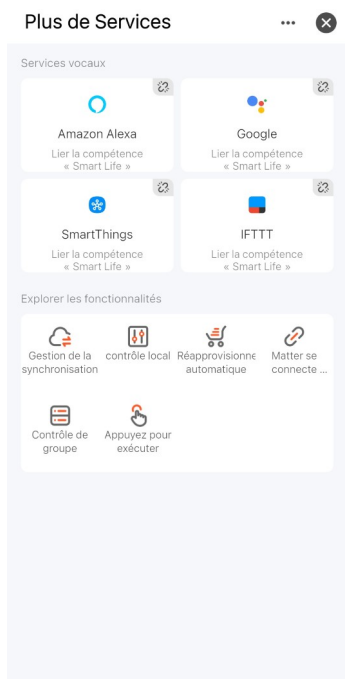 Plus de Services
Services vocaux
Amazon Alexa
Lier la compétence
« Smart Life »
Google
Lier la compétence
« Smart Life »
SmartThings
Lier la compétence
« Smart Life »
IFTTT
Lier la compétence
« Smart Life »
Explorer les fonctionnalités
Gestion de la
synchronisation
contrôle local
Réapprovisionne
automatique
Matter se
connecte ...
Contrôle de
groupe
Appuyez pour
exécuter